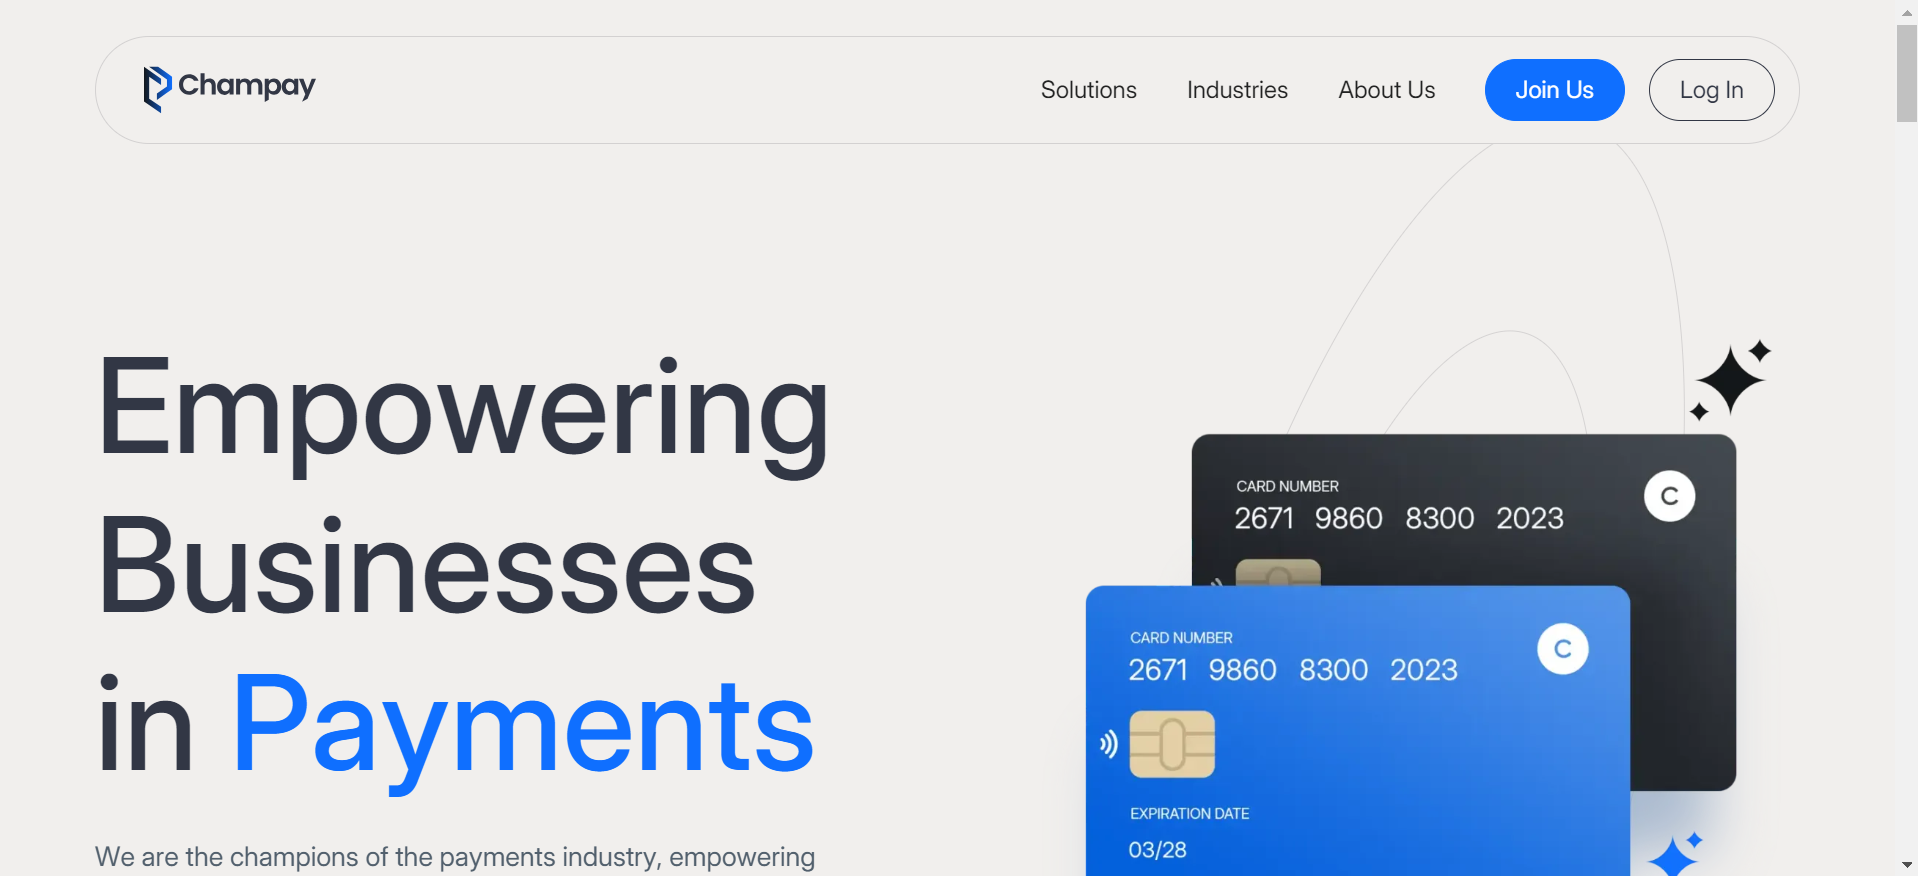 Champay
Solutions
Industries
About Us
Join Us
Log In
Empowering
Businesses
in Payments
We are the champions of the payments industry, empowering
CARD NUMBER
2671 9860 8300 2023
C
CARD NUMBER
2671 9860 8300 2023
C
EXPIRATION DATE
03/28